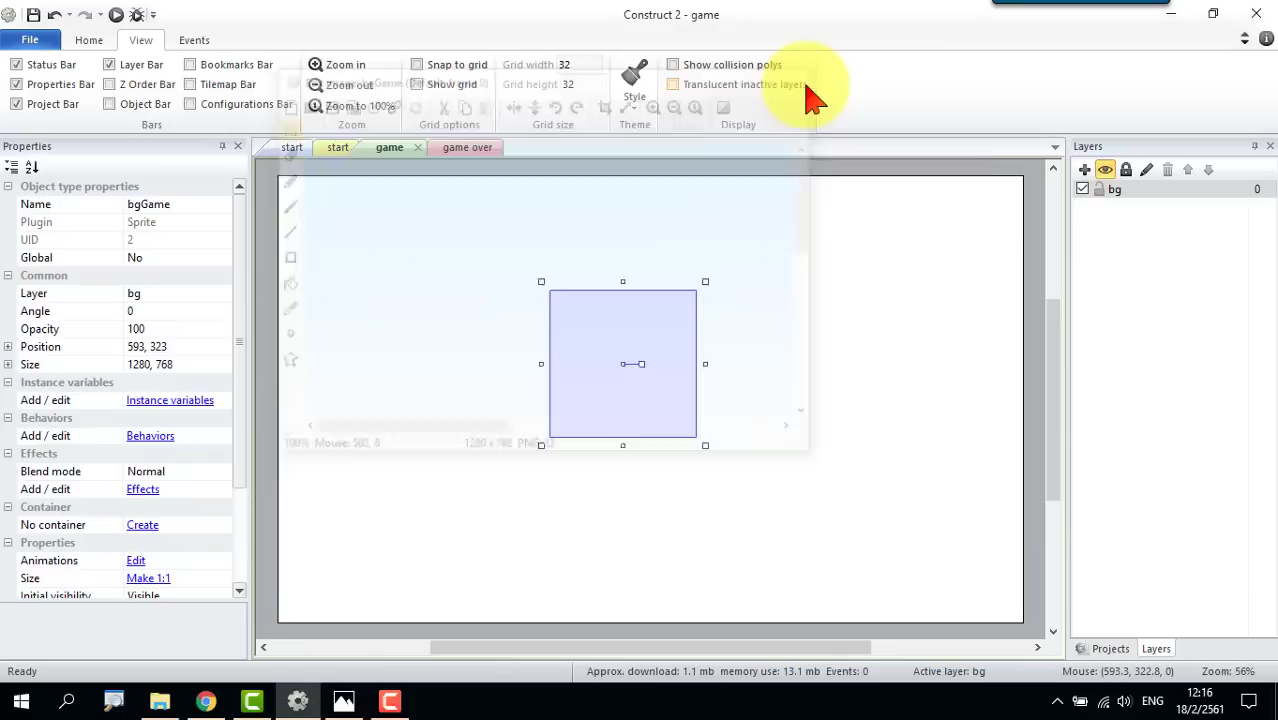 Construct 2 - game
File Home View Events
Status Bar Layer Bar Bookmarks Bar Zoom in Snap to grid Grid width 32 Show collision polys
Properties Bar Z Order Bar Tilemap Bar Zoom out Show grid Grid height 32 Style Translucent inactive layers
Project Bar Object Bar Configurations Bar Zoom to 100%
Bars Zoom Grid options Grid size Theme Display
Properties start start game game over Layers
Object type properties
bg 0
Name bgGame
Plugin Sprite
UID 2
Global No
Common
Layer bg
Angle 0
Opacity 100
Position 593, 323
Size 1280, 768
Instance variables
Add / edit Instance variables
Behaviors
Add / edit Behaviors
Effects
Blend mode Normal
Add / edit Effects
Container
No container Create
Properties
Animations Edit
Size Make 1:1
Initial visibility Visible
Projects Layers
Ready Approx. download: 1.1 mb memory use: 13.1 mb Events: 0 Active layer: bg Mouse: (593.3, 322.8, 0) Zoom: 56%
ENG 12:16
18/2/2561